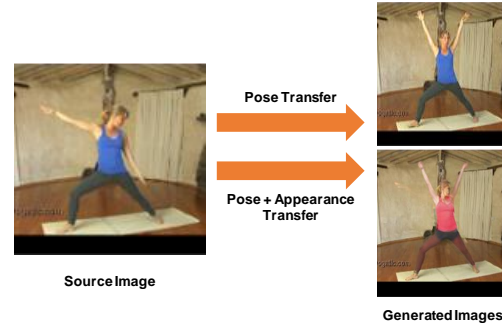 Pose Transfer
Pose + Appearance
Transfer
Source Image
Generated Images